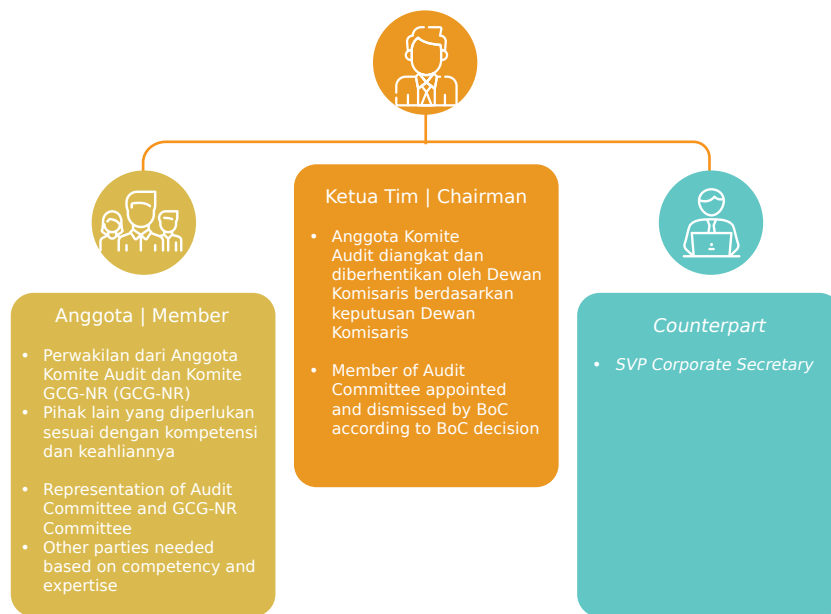 Ketua Tim | Chairman
• Anggota Komite
Audit diangkat dan
diberhentikan oleh Dewan
Komisaris berdasarkan
keputusan Dewan
Komisaris
• Member of Audit
Committee appointed
and dismissed by BoC
according to BoC decision
Anggota | Member
• Perwakilan dari Anggota
Komite Audit dan Komite
GCG-NR (GCG-NR)
• Pihak lain yang diperlukan
sesuai dengan kompetensi
dan keahliannya
• Representation of Audit
Committee and GCG-NR
Committee
• Other parties needed
based on competency and
expertise
Counterpart
• SVP Corporate Secretary